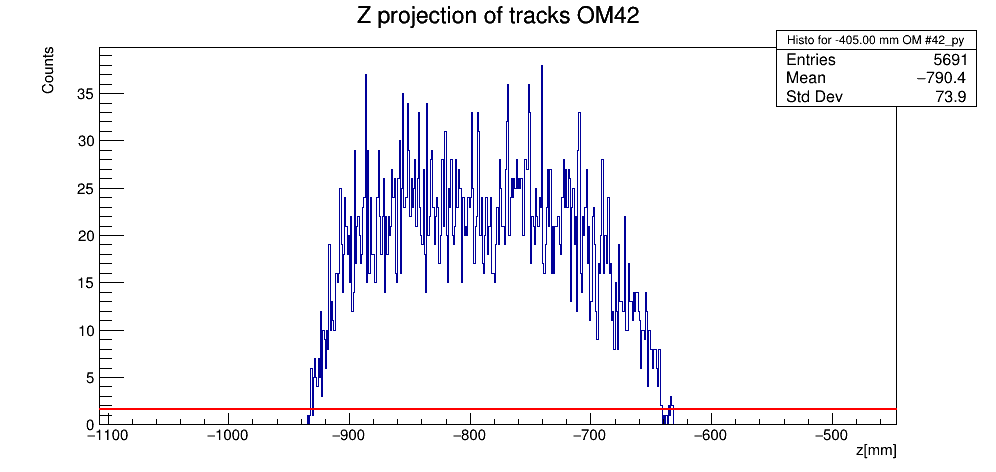 Z projection of tracks OM42
Histo for -405.00 mm OM #42_py
Entries 5691
Mean −790.4
Std Dev 73.9
Counts
35
30
25
20
15
10
5
0
−1100 −1000 −900 −800 −700 −600 −500
z[mm]